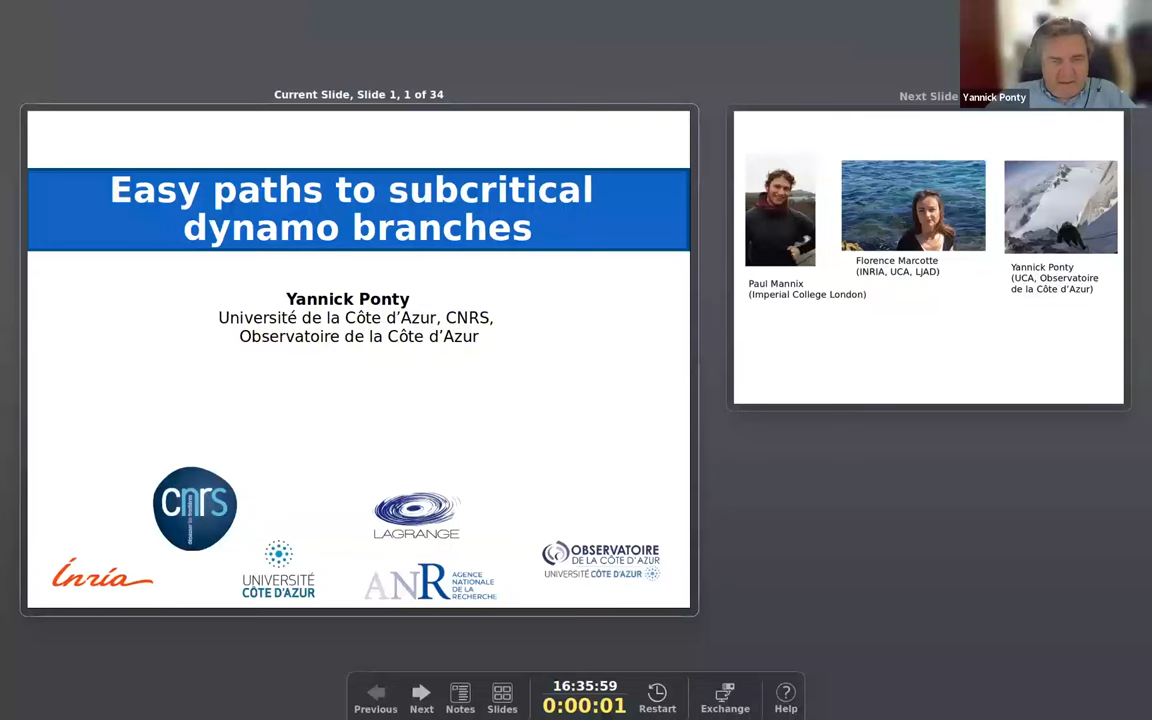 Current Slide, Slide 1, 1 of 34
Easy paths to subcritical
dynamo branches
Yannick Ponty
Université de la Côte d’Azur, CNRS,
Observatoire de la Côte d’Azur
cnrs
LAGRANGE
Inria
UNIVERSITÉ
CÔTE D'AZUR
ANR AGENCE
NATIONALE
DE LA
RECHERCHE
OBSERVATOIRE
DE LA CÔTE D'AZUR
UNIVERSITÉ CÔTE D'AZUR
Next Slide
Yannick Ponty
Paul Mannix
(Imperial College London)
Florence Marcotte
(INRIA, UCA, LJAD)
Yannick Ponty
(UCA, Observatoire
de la Côte d’Azur)
Previous
Next
Notes
Slides
16:35:59
0:00:01
Restart
Exchange
Help